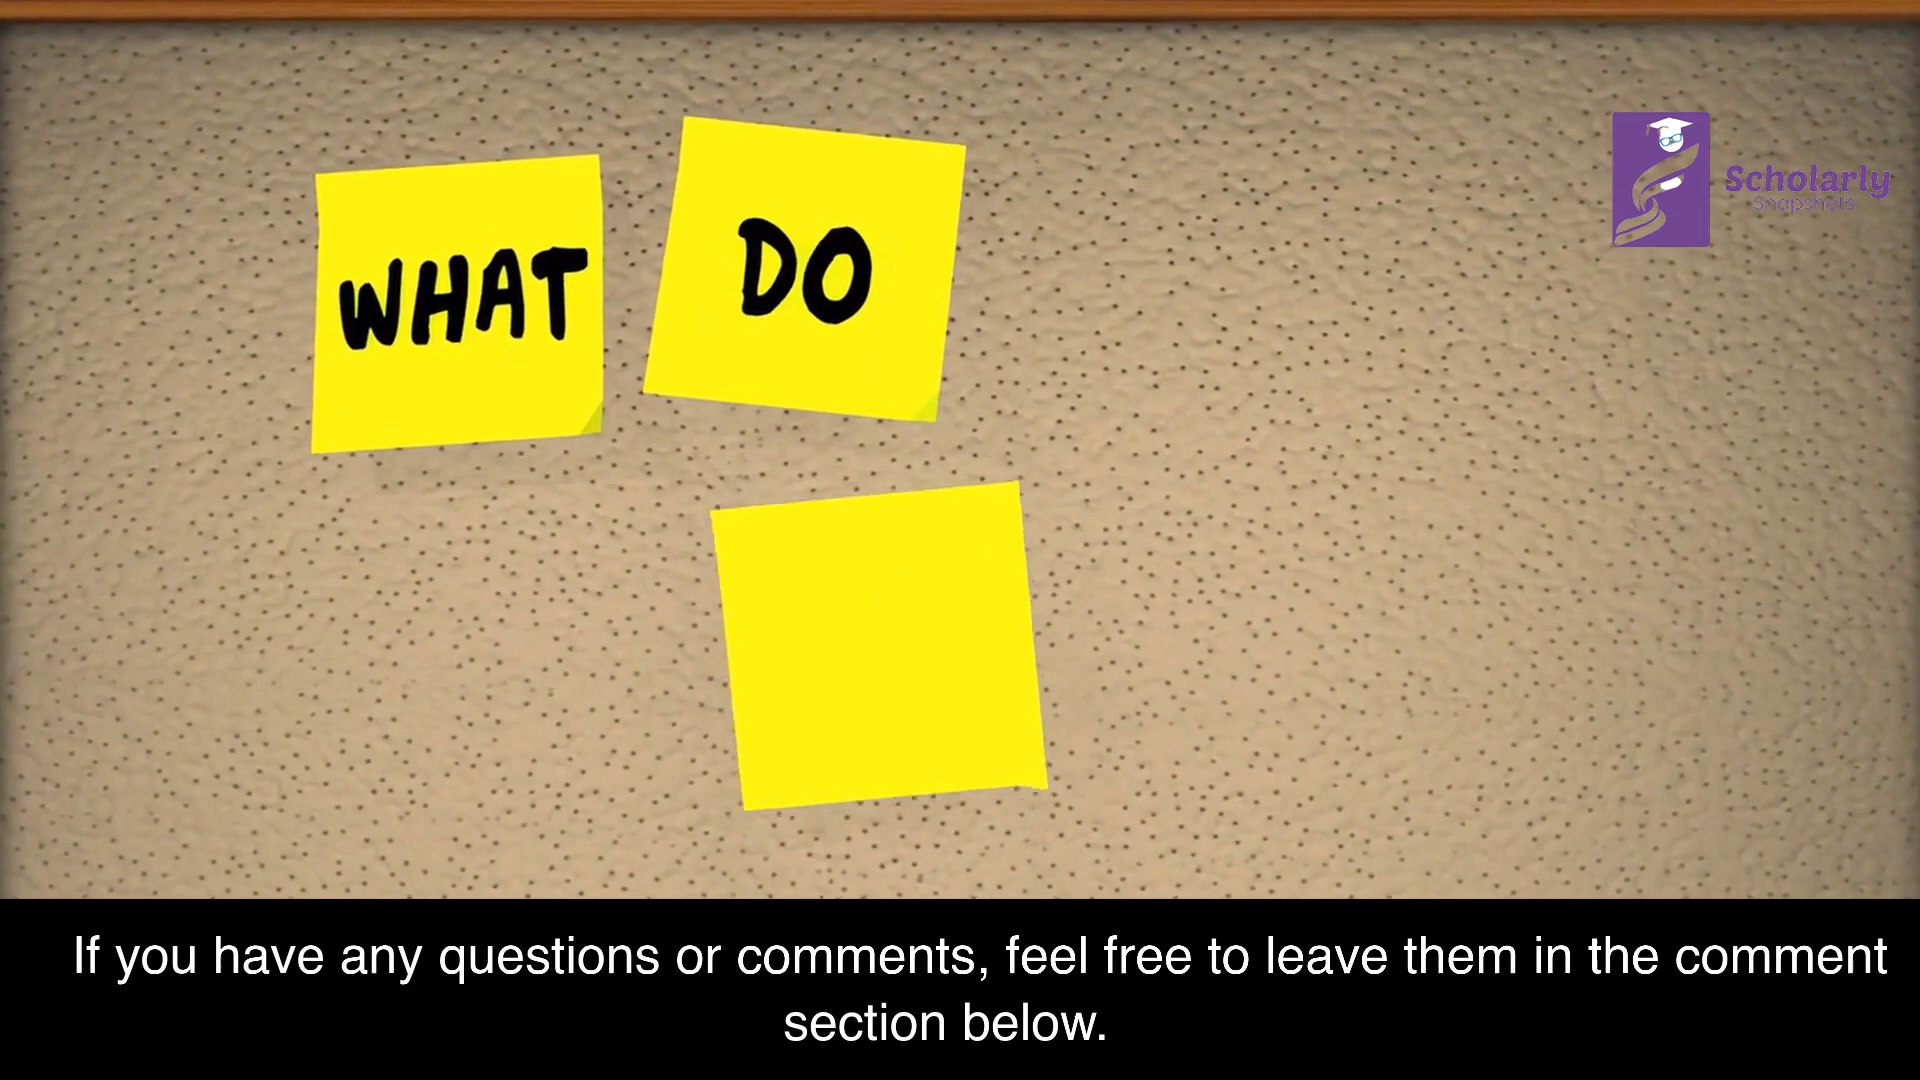 WHAT
DO
Scholarly
Snapshots
If you have any questions or comments, feel free to leave them in the comment
section below.